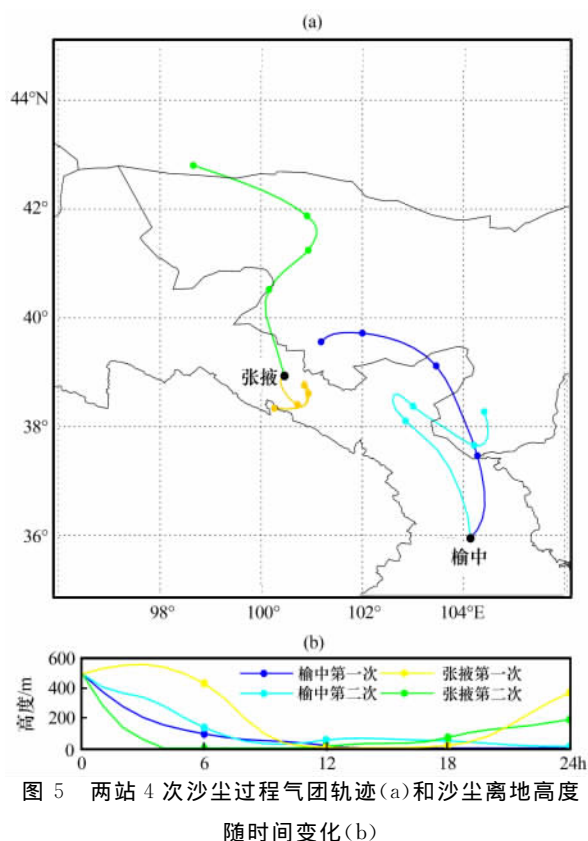 (a)
44°N
42°
40°
张掖
38°
36°
榆中
98° 100° 102° 104°E
(b)
600
400
200
0
高度/m
榆中第一次 张掖第一次
榆中第二次 张掖第二次
0 6 12 18 24h
图 5 两站 4 次沙尘过程气团轨迹(a)和沙尘离地高度
随时间变化(b)